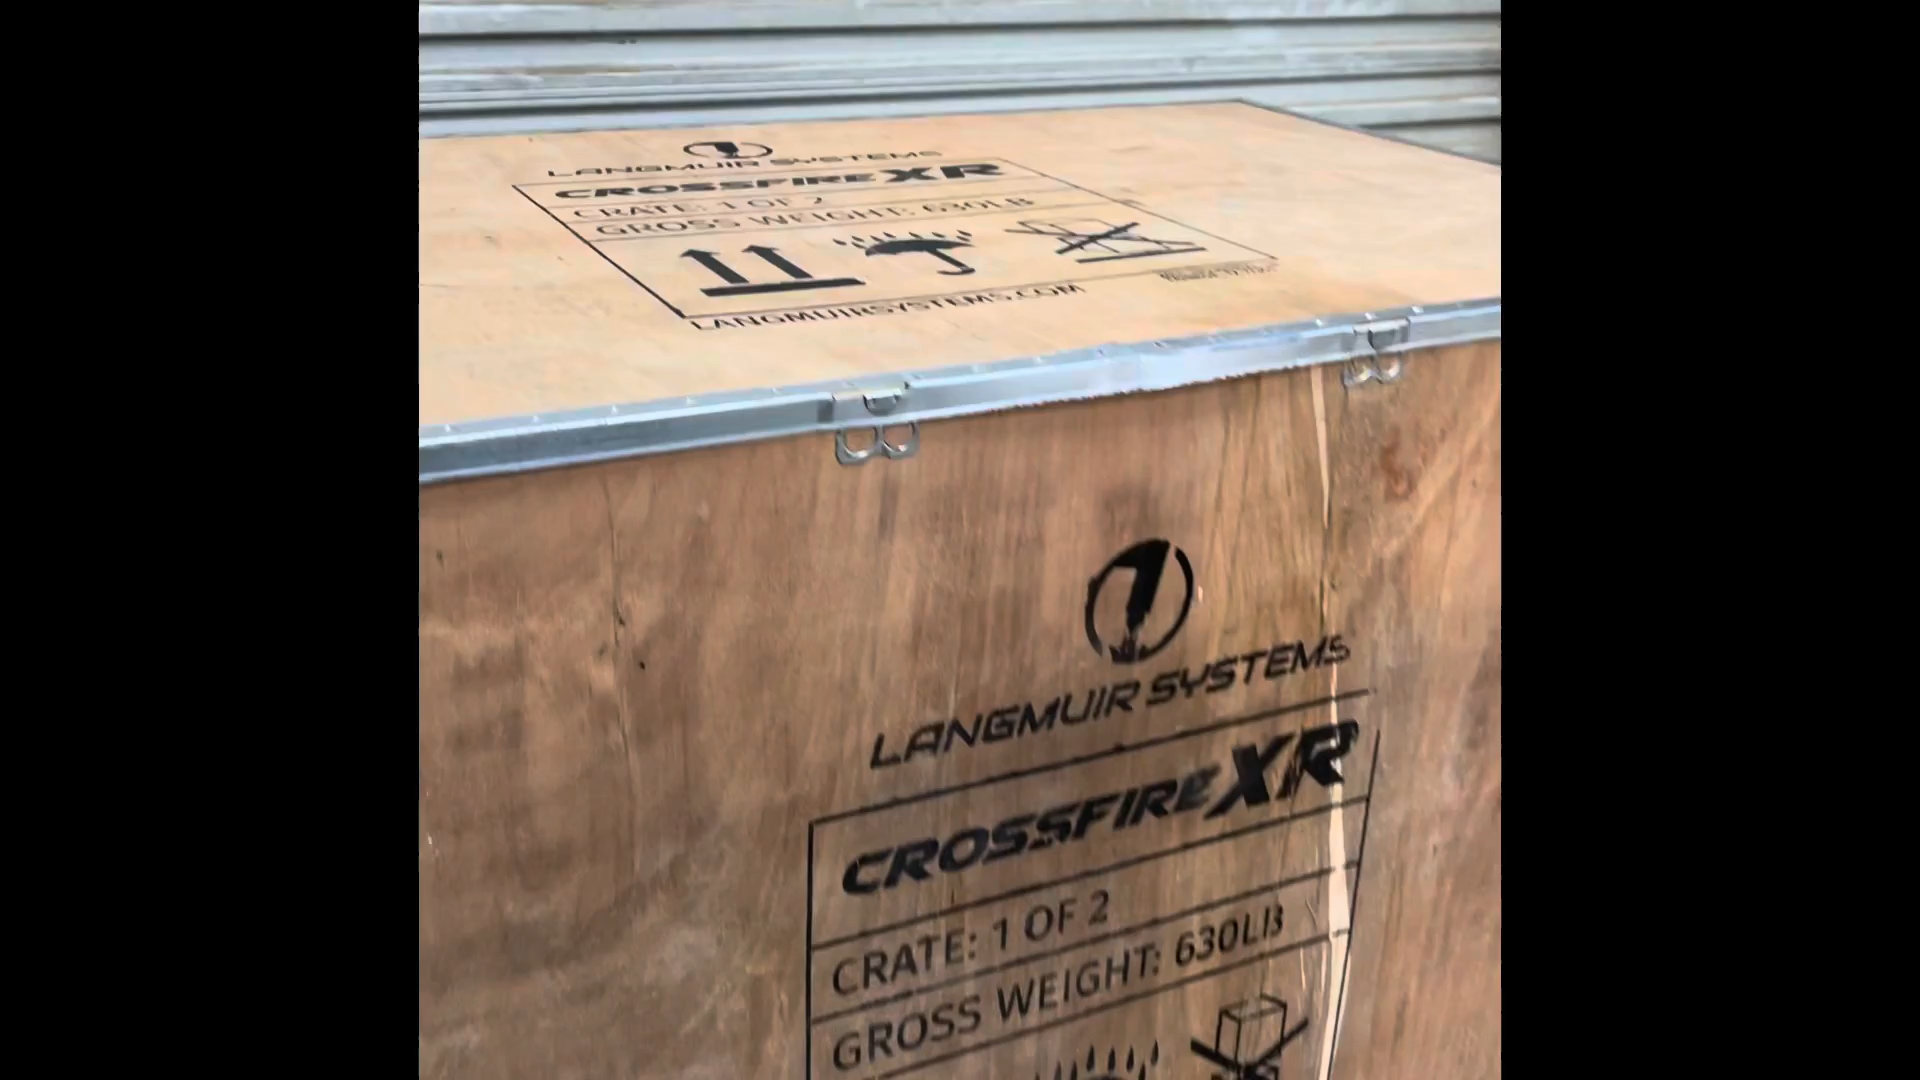 LANGMUIR SYSTEMS
CROSSFIRE XR
CRATE: 1 OF 2
GROSS WEIGHT: 630LB
LANGMUIRSYSTEMS.COM
LANGMUIR SYSTEMS
CROSSFIRE XR
CRATE: 1 OF 2
GROSS WEIGHT: 630LB